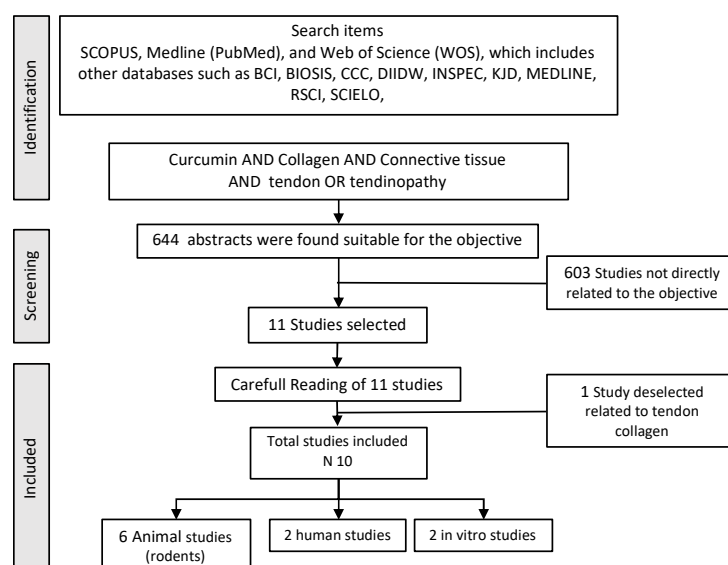 Identification
Search items
SCOPUS, Medline (PubMed), and Web of Science (WOS), which includes
other databases such as BCI, BIOSIS, CCC, DIIDW, INSPEC, KJD, MEDLINE,
RSCI, SCIELO,
Curcumin AND Collagen AND Connective tissue
AND tendon OR tendinopathy
Screening
644 abstracts were found suitable for the objective
603 Studies not directly
related to the objective
11 Studies selected
Included
Carefull Reading of 11 studies
1 Study deselected
related to tendon
collagen
Total studies included
N 10
6 Animal studies
(rodents)
2 human studies
2 in vitro studies